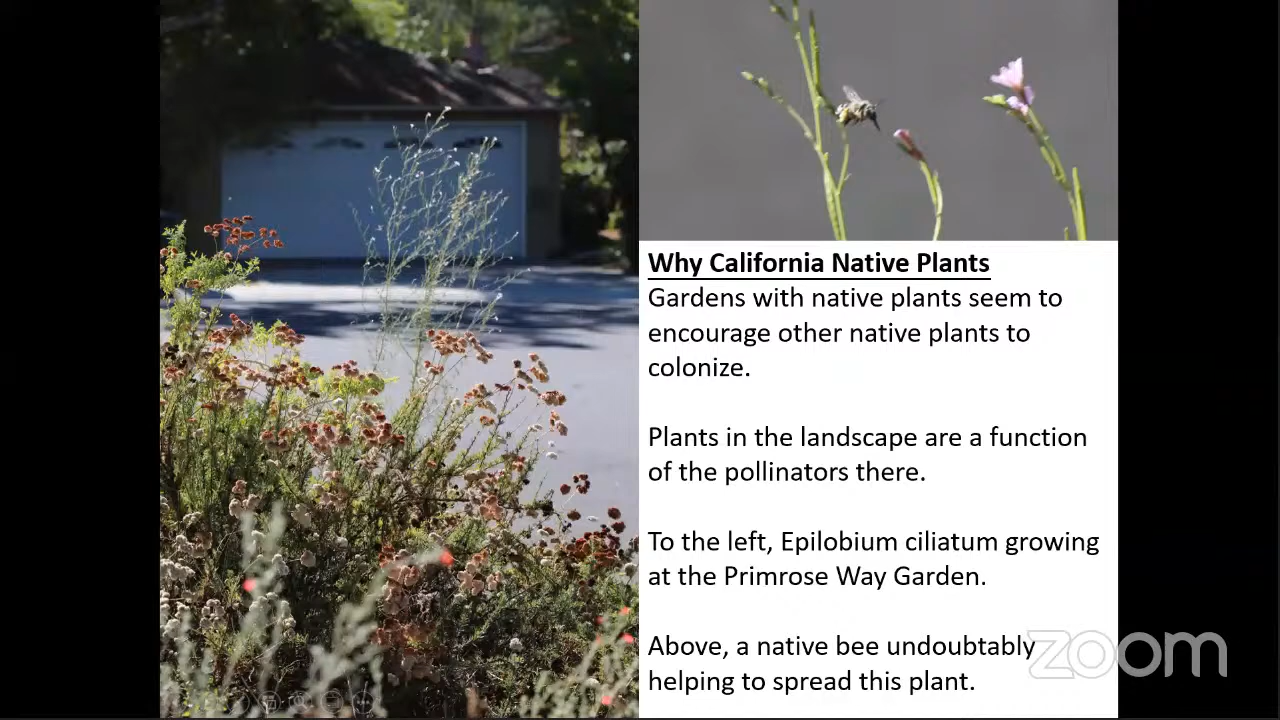 Why California Native Plants
Gardens with native plants seem to
encourage other native plants to
colonize.
Plants in the landscape are a function
of the pollinators there.
To the left, Epilobium ciliatum growing
at the Primrose Way Garden.
Above, a native bee undoubtably
helping to spread this plant.
zoom